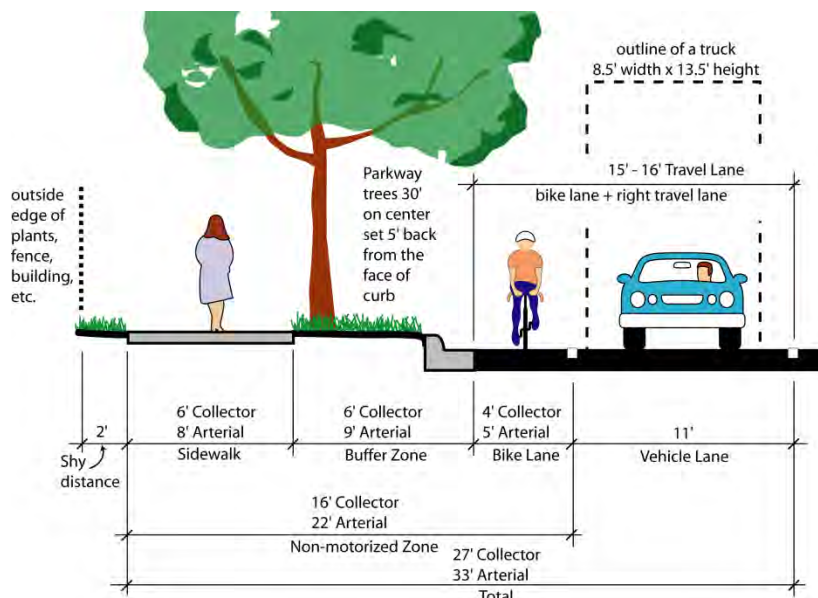 outline of a truck
8.5' width x 13.5' height
15' - 16' Travel Lane
bike lane + right travel lane
Parkway
trees 30'
on center
set 5' back
from the
face of
curb
outside
edge of
plants,
fence,
building,
etc.
2'
Shy
distance
6' Collector
8' Arterial
Sidewalk
6' Collector
9' Arterial
Buffer Zone
4' Collector
5' Arterial
Bike Lane
11'
Vehicle Lane
16' Collector
22' Arterial
Non-motorized Zone
27' Collector
33' Arterial
Total